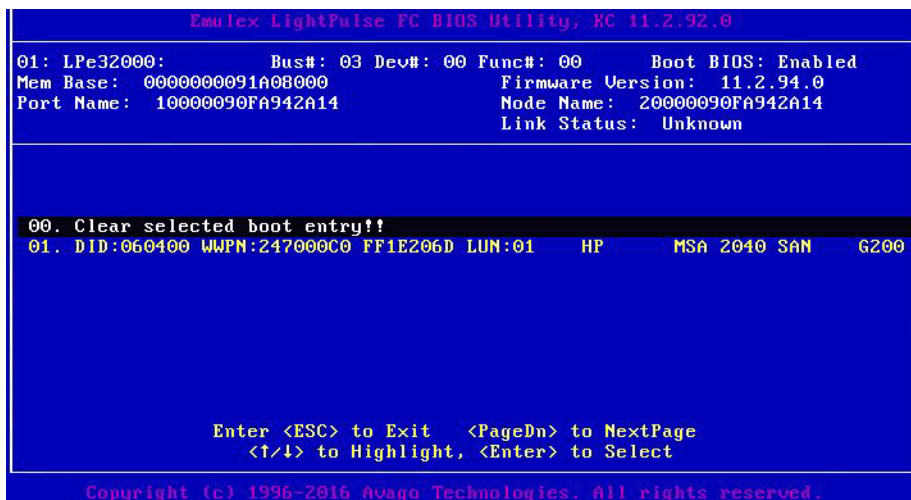 Emulex LightPulse FC BIOS Utility, KC 11.2.92.0
01: LPe32000: Bus#: 03 Dev#: 00 Func#: 00 Boot BIOS: Enabled
Mem Base: 0000000091A08000 Firmware Version: 11.2.94.0
Port Name: 10000090FA942A14 Node Name: 20000090FA942A14
Link Status: Unknown
00. Clear selected boot entry!!
01. DID:060400 WWPN:247000C0 FF1E206D LUN:01 HP MSA 2040 SAN G200
Enter <ESC> to Exit <PageDn> to NextPage
<↑/↓> to Highlight, <Enter> to Select
Copyright (c) 1996-2016 Avago Technologies. All rights reserved.